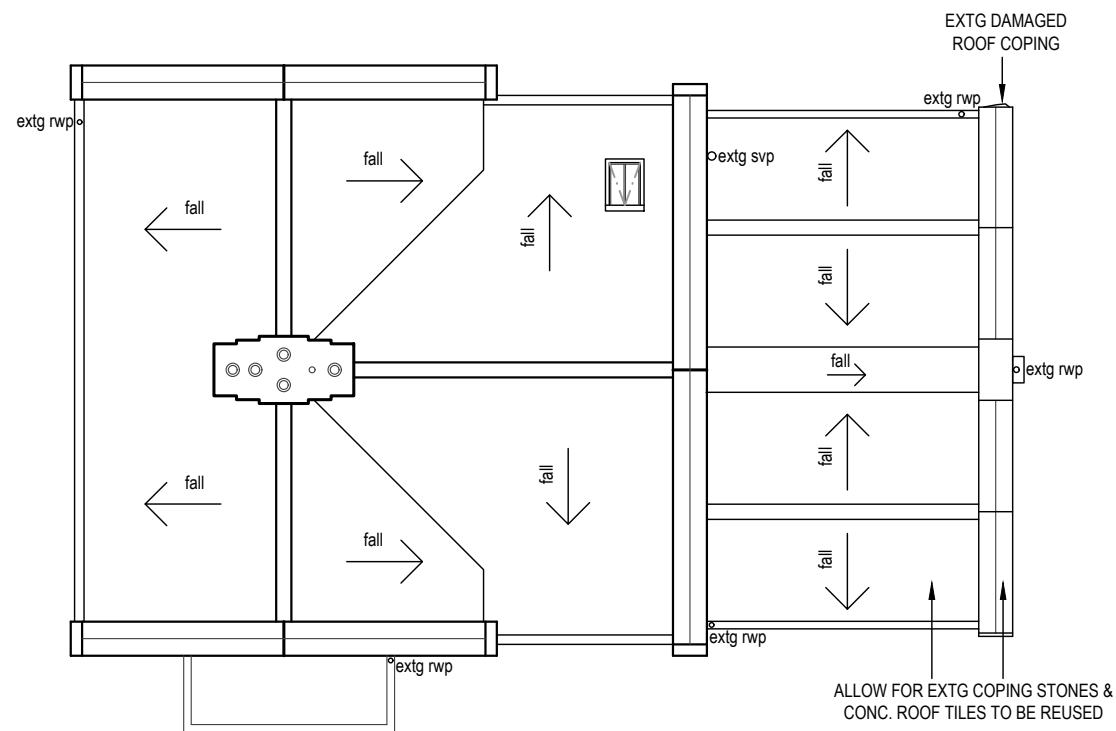 EXTG DAMAGED
ROOF COPING
extg rwp
extg rwp
fall
fall
extg svp
fall
fall
fall
fall
extg rwp
fall
fall
fall
fall
fall
fall
extg rwp
extg rwp
ALLOW FOR EXTG COPING STONES &
CONC. ROOF TILES TO BE REUSED